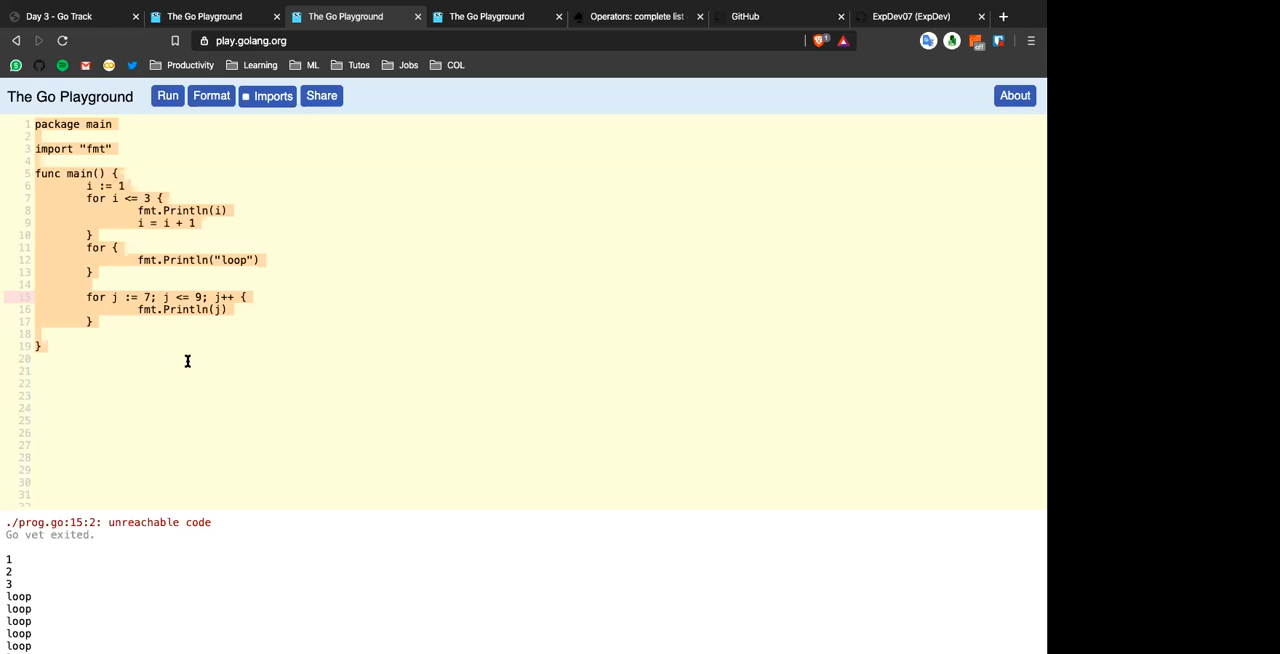 Day 3 - Go Track
The Go Playground
The Go Playground
The Go Playground
Operators: complete list
GitHub
ExpDev07 (ExpDev)
play.golang.org
1
off
Productivity
Learning
ML
Tutos
Jobs
COL
The Go Playground
Run
Format
Imports
Share
About
1 package main
2
3 import "fmt"
4
5 func main() {
6 i := 1
7 for i <= 3 {
8 fmt.Println(i)
9 i = i + 1
10 }
11 for {
12 fmt.Println("loop")
13 }
14
15 for j := 7; j <= 9; j++ {
16 fmt.Println(j)
17 }
18
19 }
20
21
22
23
24
25
26
27
28
29
30
31
./prog.go:15:2: unreachable code
Go vet exited.
1
2
3
loop
loop
loop
loop
loop